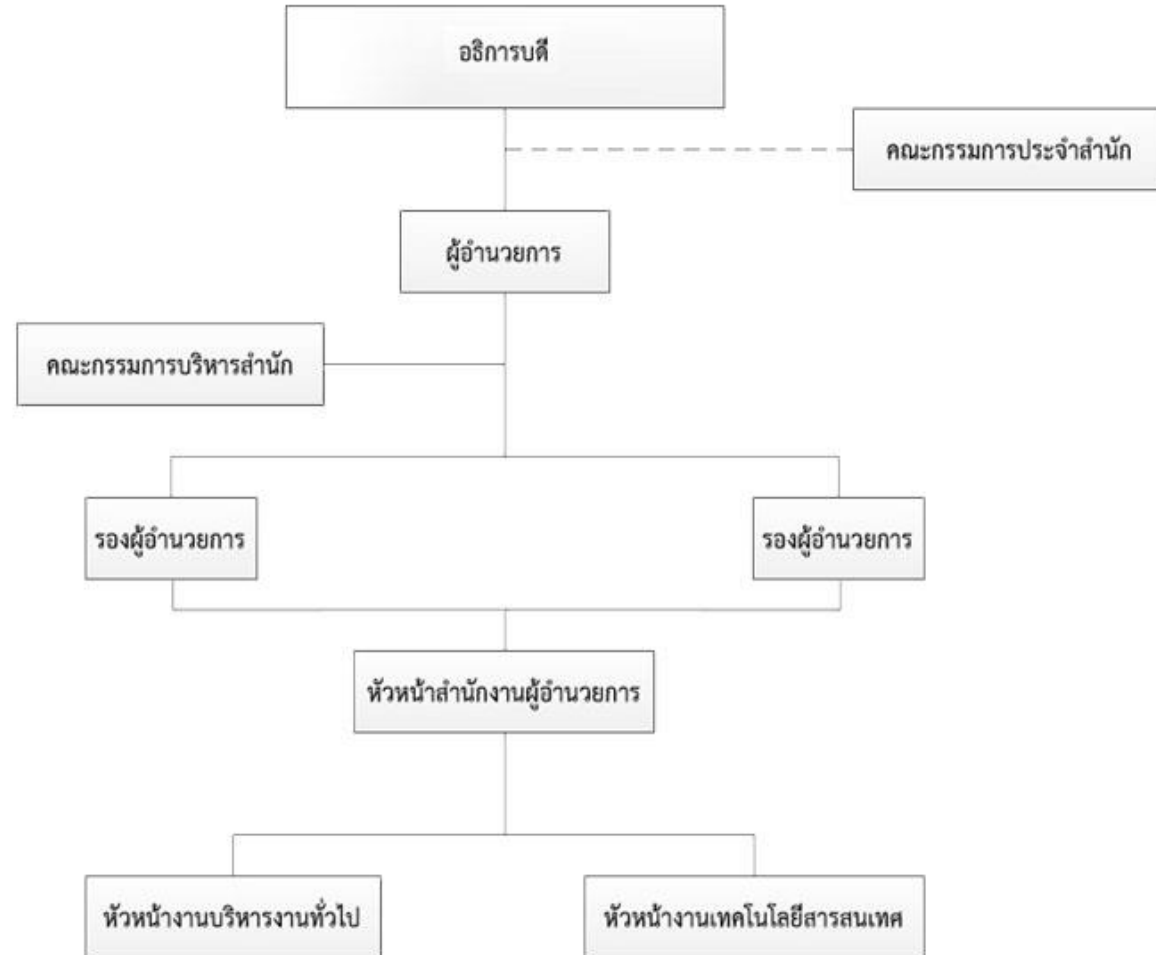 อธิการบดี
คณะกรรมการประจำสำนัก
ผู้อำนวยการ
คณะกรรมการบริหารสำนัก
รองผู้อำนวยการ
รองผู้อำนวยการ
หัวหน้าสำนักงานผู้อำนวยการ
หัวหน้างานบริหารงานทั่วไป
หัวหน้างานเทคโนโลยีสารสนเทศ